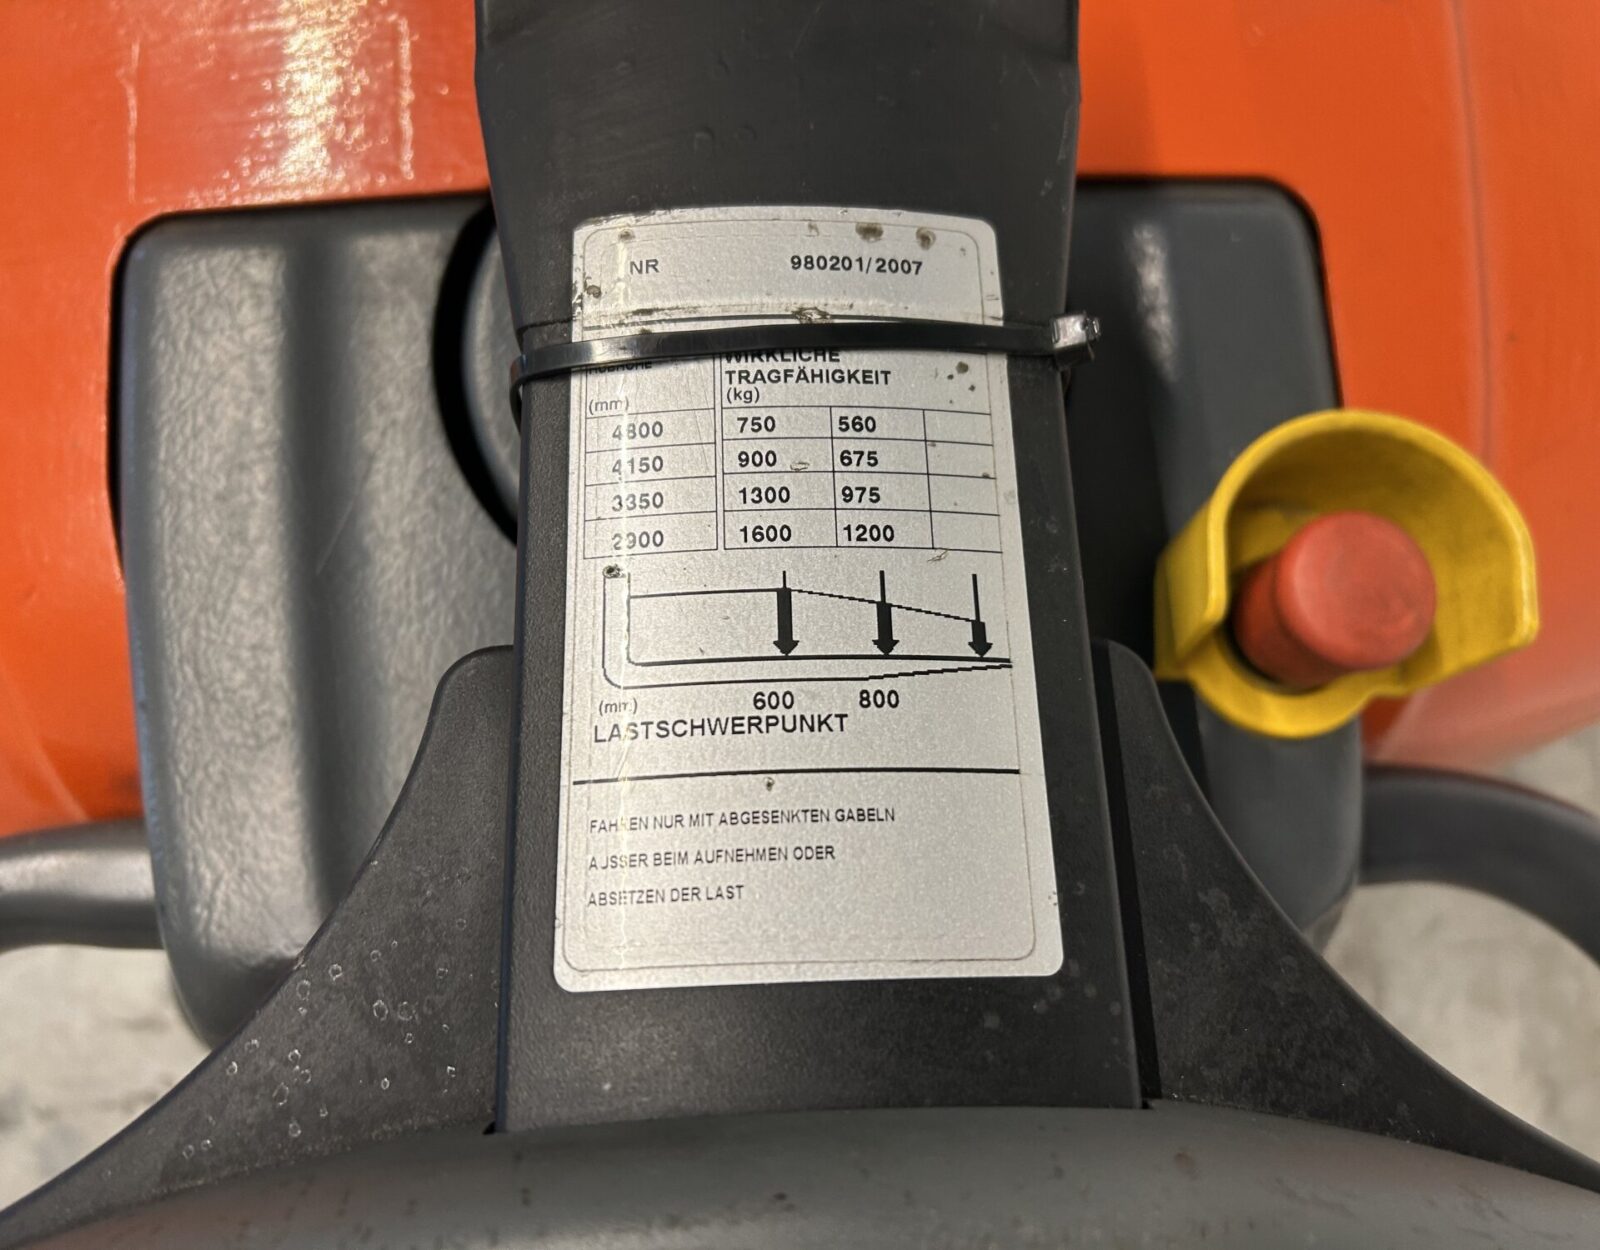 NR 980201/2007
HUBHÖHE WIRKLICHE
TRAGFÄHIGKEIT
(mm) (kg)
4800 750 560
4150 900 675
3350 1300 975
2900 1600 1200
(mm) 600 800
LASTSCHWERPUNKT
FAHREN NUR MIT ABGESENKTEN GABELN
AUSSER BEIM AUFNEHMEN ODER
ABSETZEN DER LAST